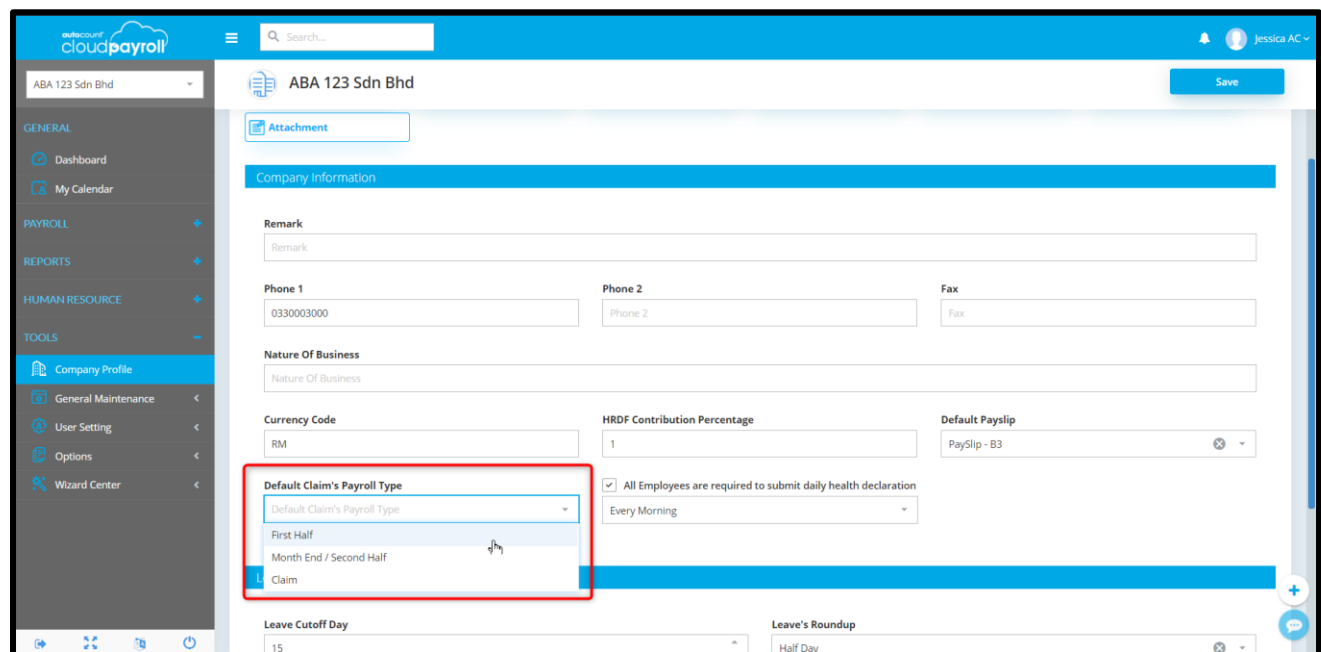 autocount
cloudpayroll
Search...
Jessica AC
ABA 123 Sdn Bhd
ABA 123 Sdn Bhd
Save
GENERAL
Dashboard
My Calendar
PAYROLL
REPORTS
HUMAN RESOURCE
TOOLS
Company Profile
General Maintenance
User Setting
Options
Wizard Center
Attachment
Company Information
Remark
Remark
Phone 1 Phone 2 Fax
0330003000 Phone 2 Fax
Nature Of Business
Nature Of Business
Currency Code HRDF Contribution Percentage Default Payslip
RM 1 PaySlip - B3
Default Claim's Payroll Type All Employees are required to submit daily health declaration
Default Claim's Payroll Type Every Morning
First Half
Month End / Second Half
Claim
Leave Cutoff Day Leave's Roundup
15 Half Day